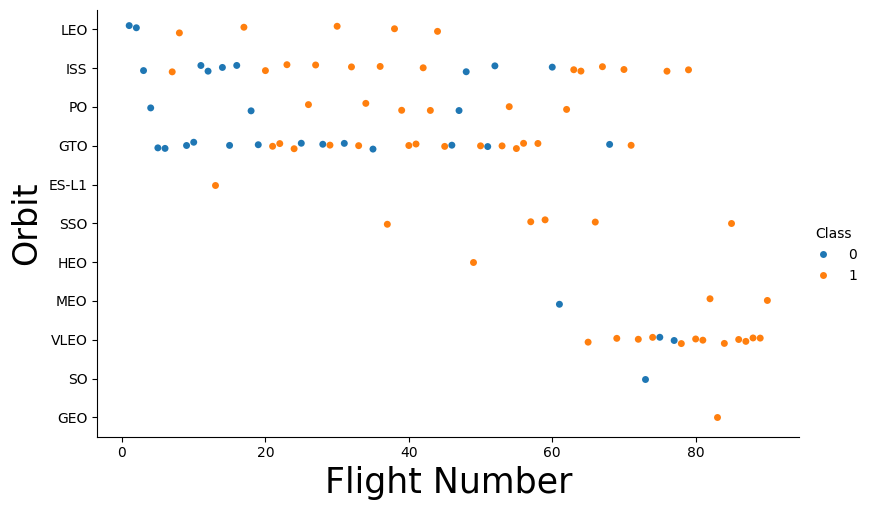 LEO
ISS
PO
GTO
ES-L1
SSO
HEO
MEO
VLEO
SO
GEO
Orbit
0
20
40
60
80
Flight Number
Class
0
1